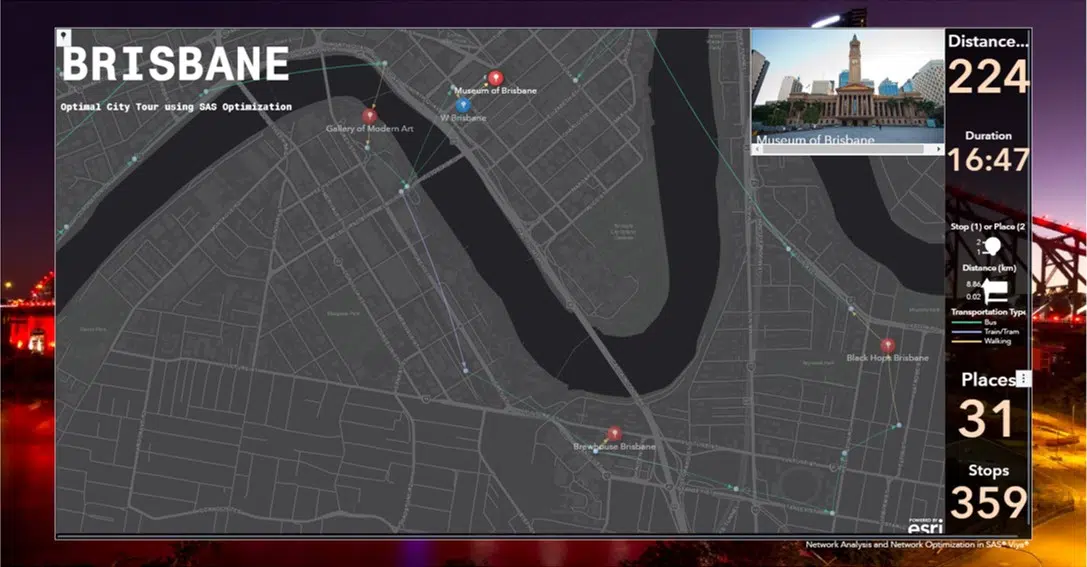 BRISBANE
Optimal City Tour using SAS Optimization
Museum of Brisbane
W Brisbane
Gallery of Modern Art
Black Hops Brisbane
Brewhouse Brisbane
Museum of Brisbane
Distance...
224
Duration
16:47
Stop (1) or Place (2
2
1
Distance (km)
8.86
0.02
Transportation Type
Bus
Train/Tram
Walking
Places
31
Stops
359
POWERED BY
esri
Network Analysis and Network Optimization in SAS® Viya®